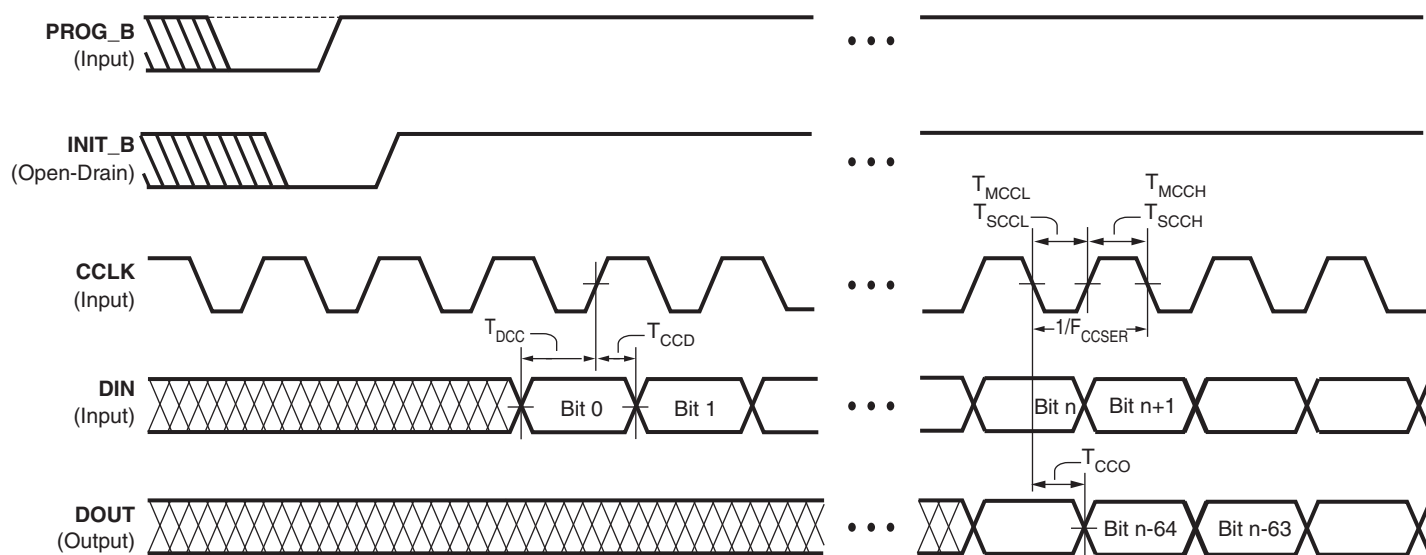 PROG_B
(Input)
INIT_B
(Open-Drain)
T_MCCL
T_SCCL
T_MCCH
T_SCCH
CCLK
(Input)
T_DCC
T_CCD
1/F_CCSER
DIN
(Input)
Bit 0
Bit 1
Bit n
Bit n+1
T_CCO
DOUT
(Output)
Bit n-64
Bit n-63